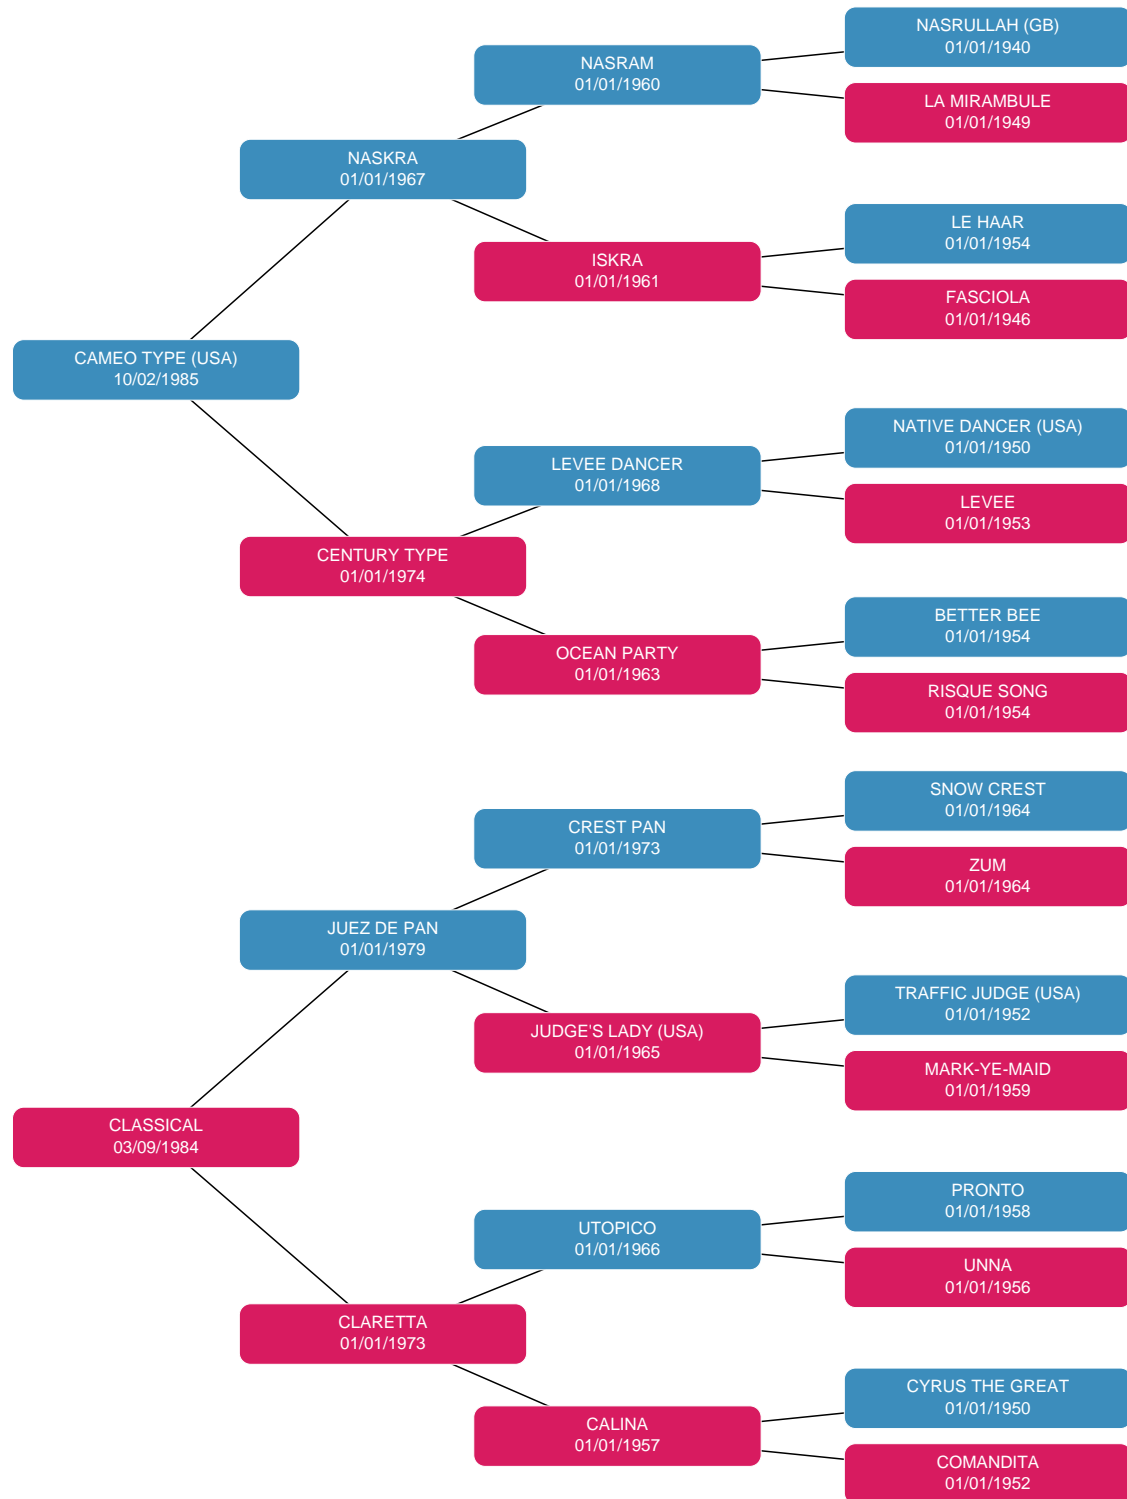 NASRULLAH (GB)
01/01/1940
NASRAM
01/01/1960
LA MIRAMBULE
01/01/1949
NASKRA
01/01/1967
LE HAAR
01/01/1954
ISKRA
01/01/1961
FASCIOLA
01/01/1946
CAMEO TYPE (USA)
10/02/1985
NATIVE DANCER (USA)
01/01/1950
LEVEE DANCER
01/01/1968
LEVEE
01/01/1953
CENTURY TYPE
01/01/1974
BETTER BEE
01/01/1954
OCEAN PARTY
01/01/1963
RISQUE SONG
01/01/1954
SNOW CREST
01/01/1964
CREST PAN
01/01/1973
ZUM
01/01/1964
JUEZ DE PAN
01/01/1979
TRAFFIC JUDGE (USA)
01/01/1952
JUDGE'S LADY (USA)
01/01/1965
MARK-YE-MAID
01/01/1959
CLASSICAL
03/09/1984
PRONTO
01/01/1958
UTOPICO
01/01/1966
UNNA
01/01/1956
CLARETTA
01/01/1973
CYRUS THE GREAT
01/01/1950
CALINA
01/01/1957
COMANDITA
01/01/1952